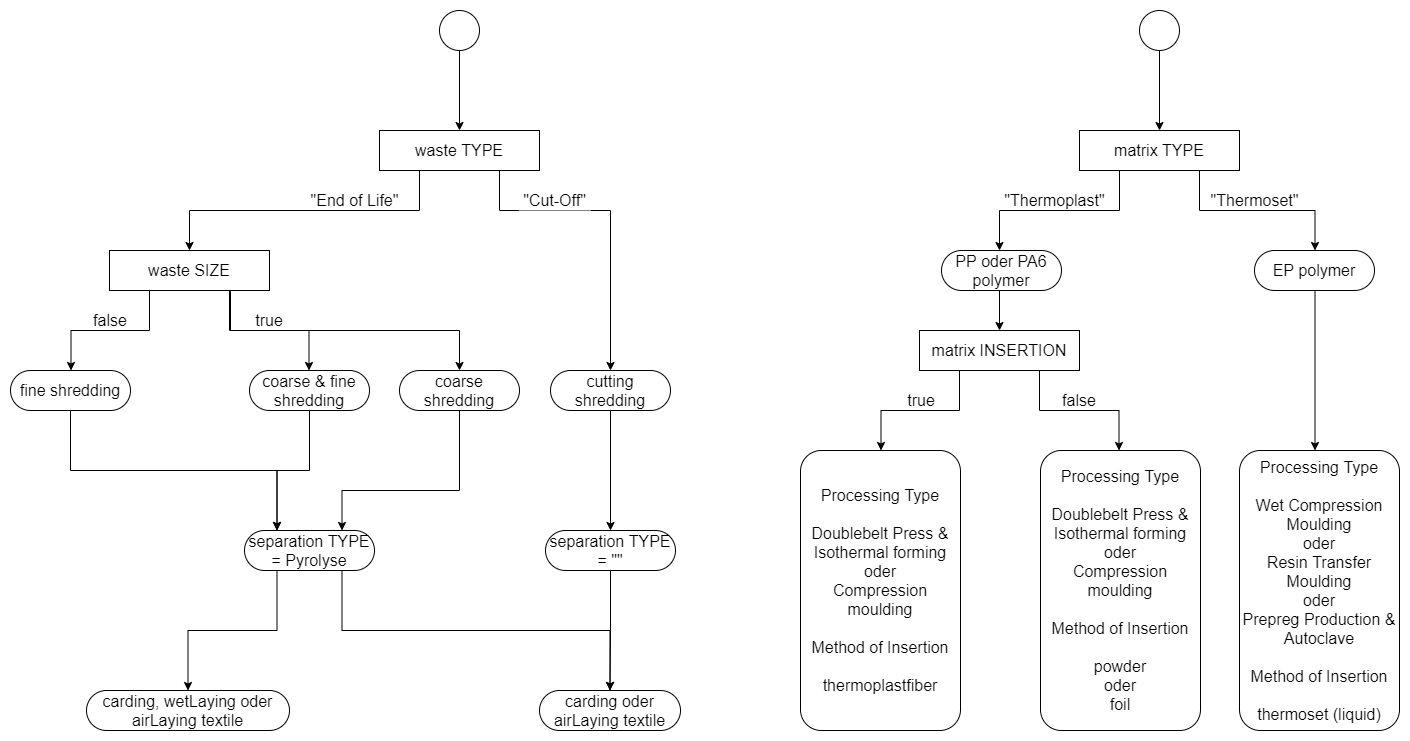 waste TYPE
"End of Life"
"Cut-Off"
waste SIZE
false
true
fine shredding
coarse & fine
shredding
coarse
shredding
cutting
shredding
separation TYPE
= Pyrolyse
separation TYPE
= ""
carding, wetLaying oder
airLaying textile
carding oder
airLaying textile
matrix TYPE
"Thermoplast"
"Thermoset"
PP oder PA6
polymer
EP polymer
matrix INSERTION
true
false
Processing Type
Doublebelt Press &
Isothermal forming
oder
Compression
moulding
Method of Insertion
thermoplastfiber
Processing Type
Doublebelt Press &
Isothermal forming
oder
Compression
moulding
Method of Insertion
powder
oder
foil
Processing Type
Wet Compression
Moulding
oder
Resin Transfer
Moulding
oder
Prepreg Production &
Autoclave
Method of Insertion
thermoset (liquid)